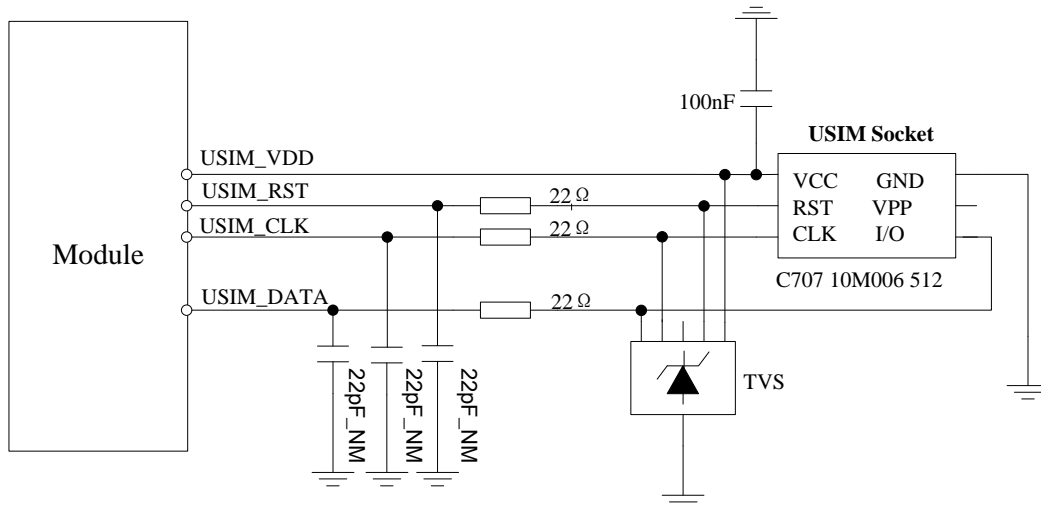 100nF
USIM Socket
USIM_VDD
VCC GND
USIM_RST
22Ω
RST VPP
USIM_CLK
22Ω
CLK I/O
Module
C707 10M006 512
USIM_DATA
22Ω
22pF_NM
22pF_NM
22pF_NM
TVS